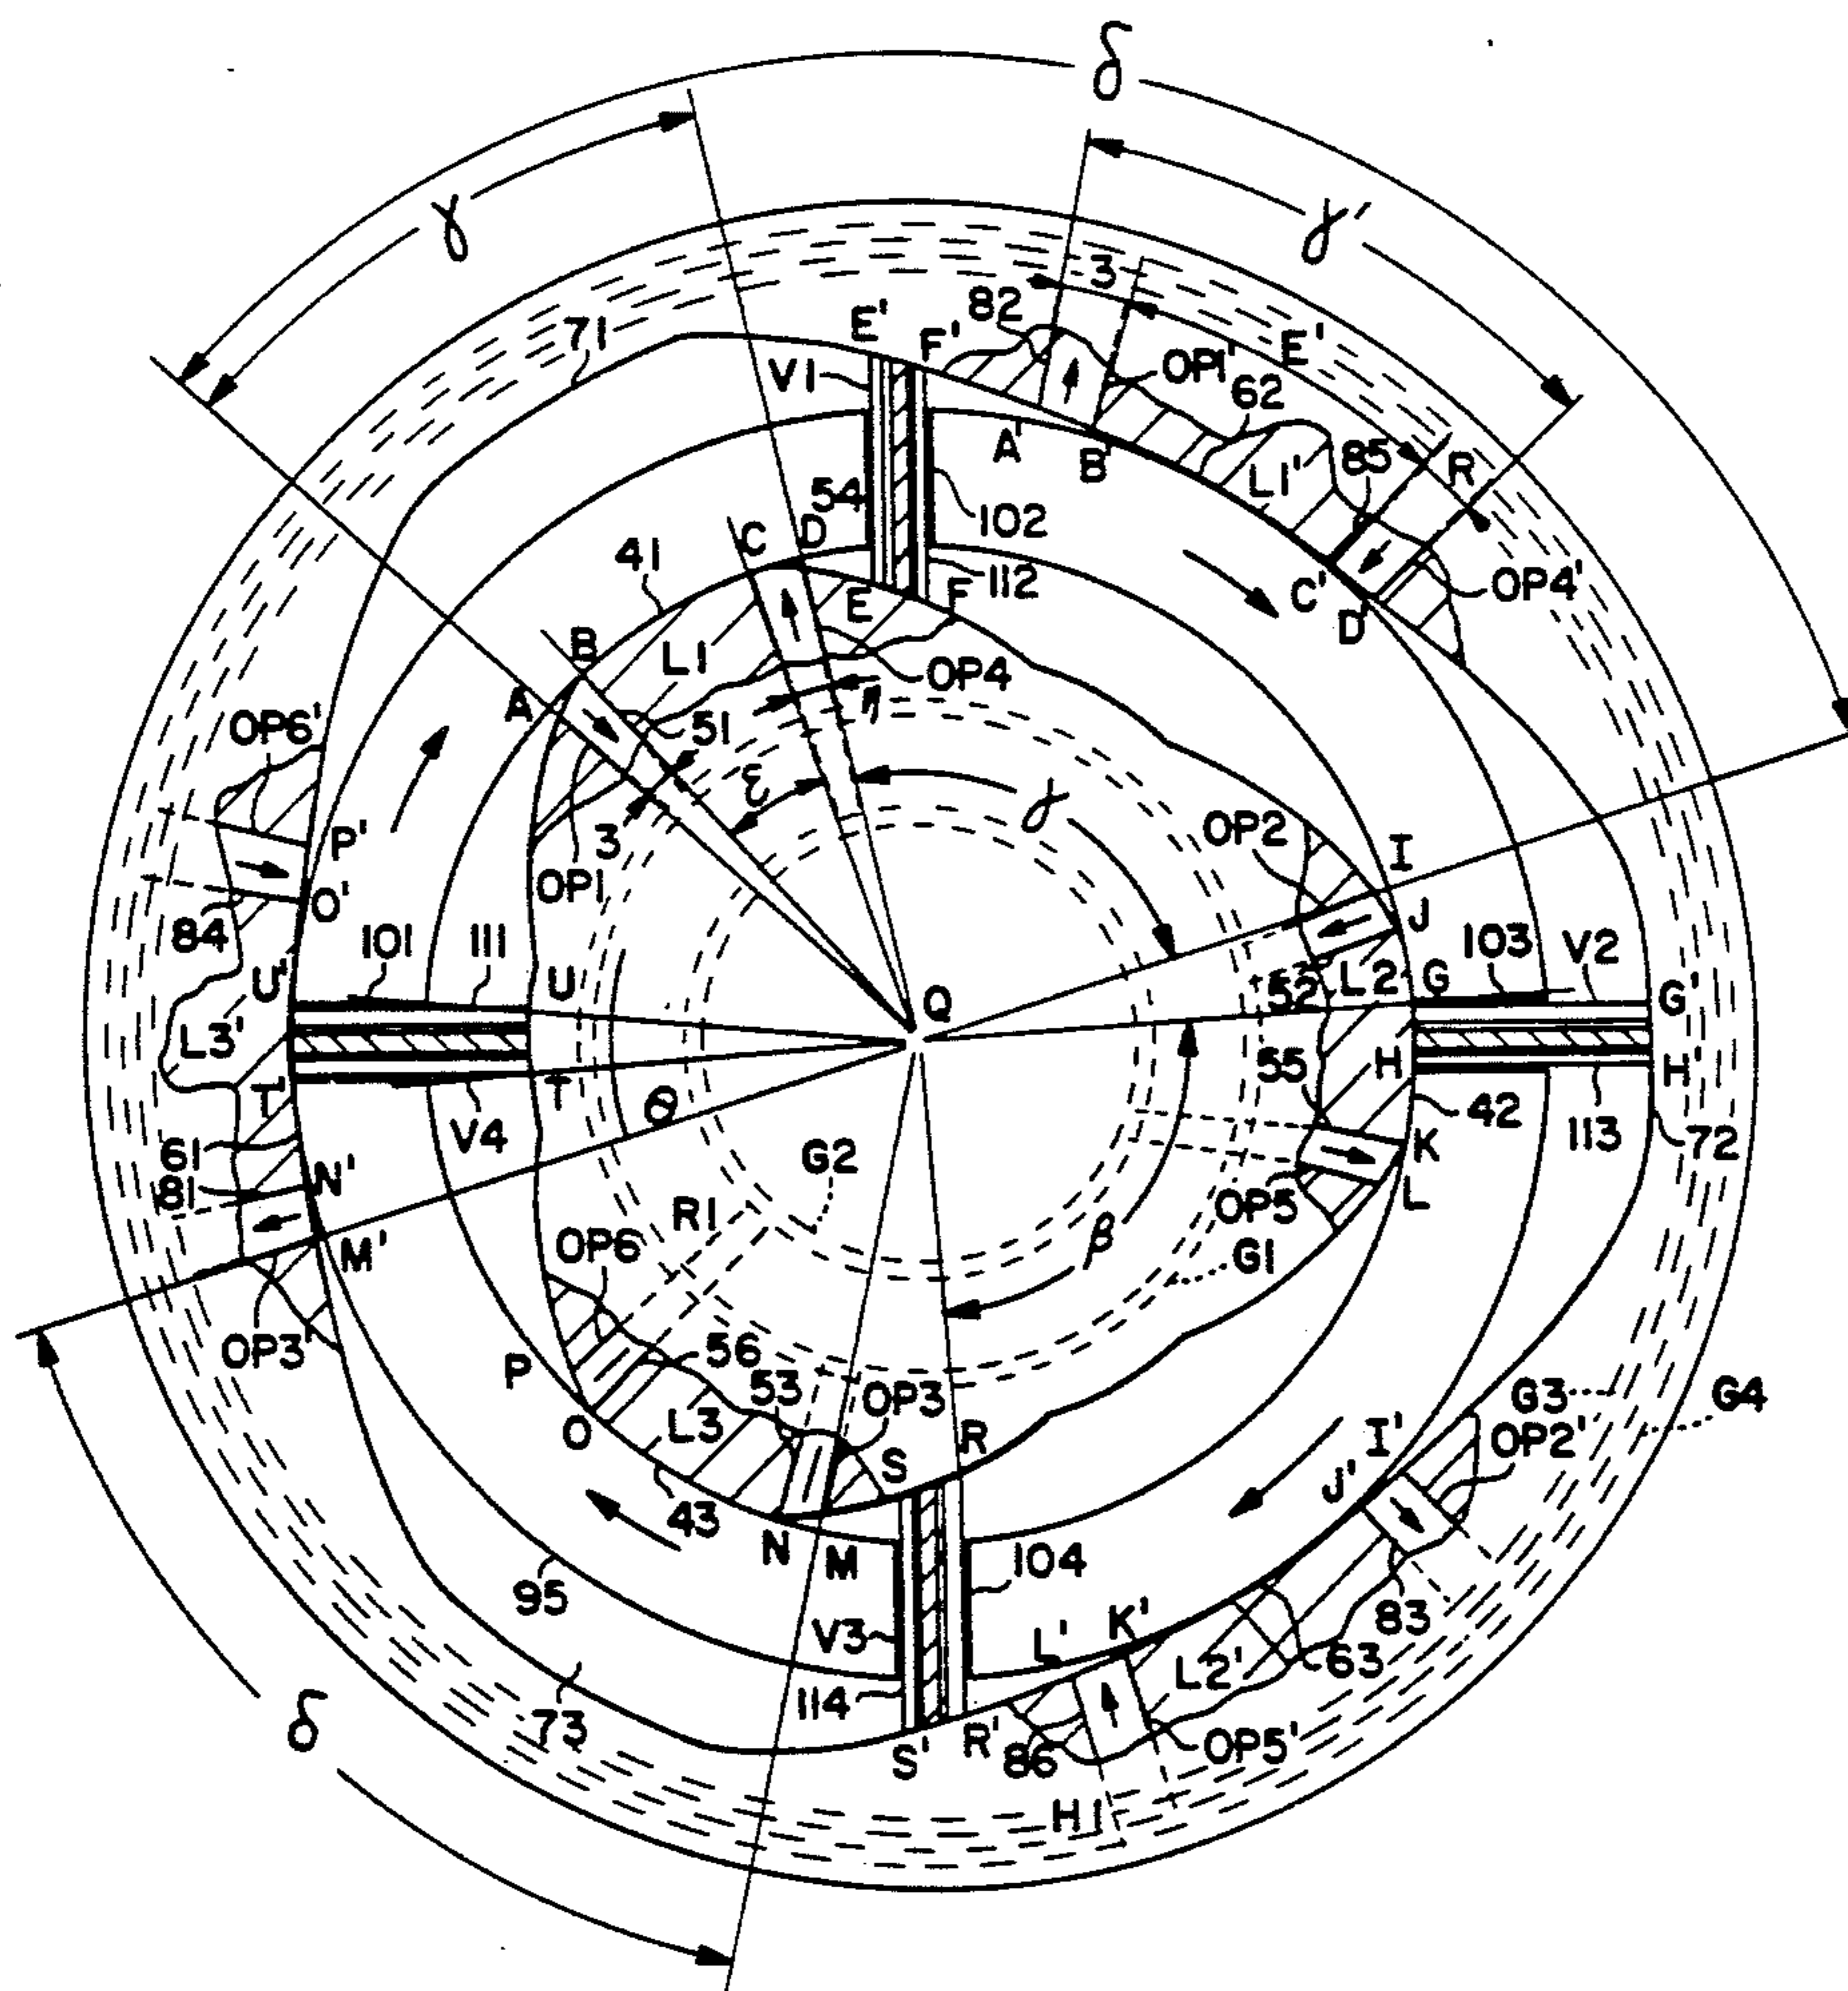 δ
γ
γ'
3
82
E'
F'
71
V1
OP1'
E'
62
A'
B'
L1'
85
R
54
102
C
D
41
112
E
F
C'
D'
OP4'
B
L1
OP4
A
51
η
OP6'
ε
3
γ
OP2
OP1
I
P'
O'
J
84
101
111
103
V2
U'
U
Q
52
L2
G
G'
L3'
55
H
H'
T'
T
V4
Θ
42
113
72
61
81
N'
G2
K
OP5
L
R1
β
M'
OP6
G1
OP3'
56
53
OP3
P
G3
G4
O
L3
S
R
I'
OP2'
J'
43
N
M
104
95
83
V3
L'
K'
L2'
63
114
δ
73
S'
R'
86
OP5'
H1